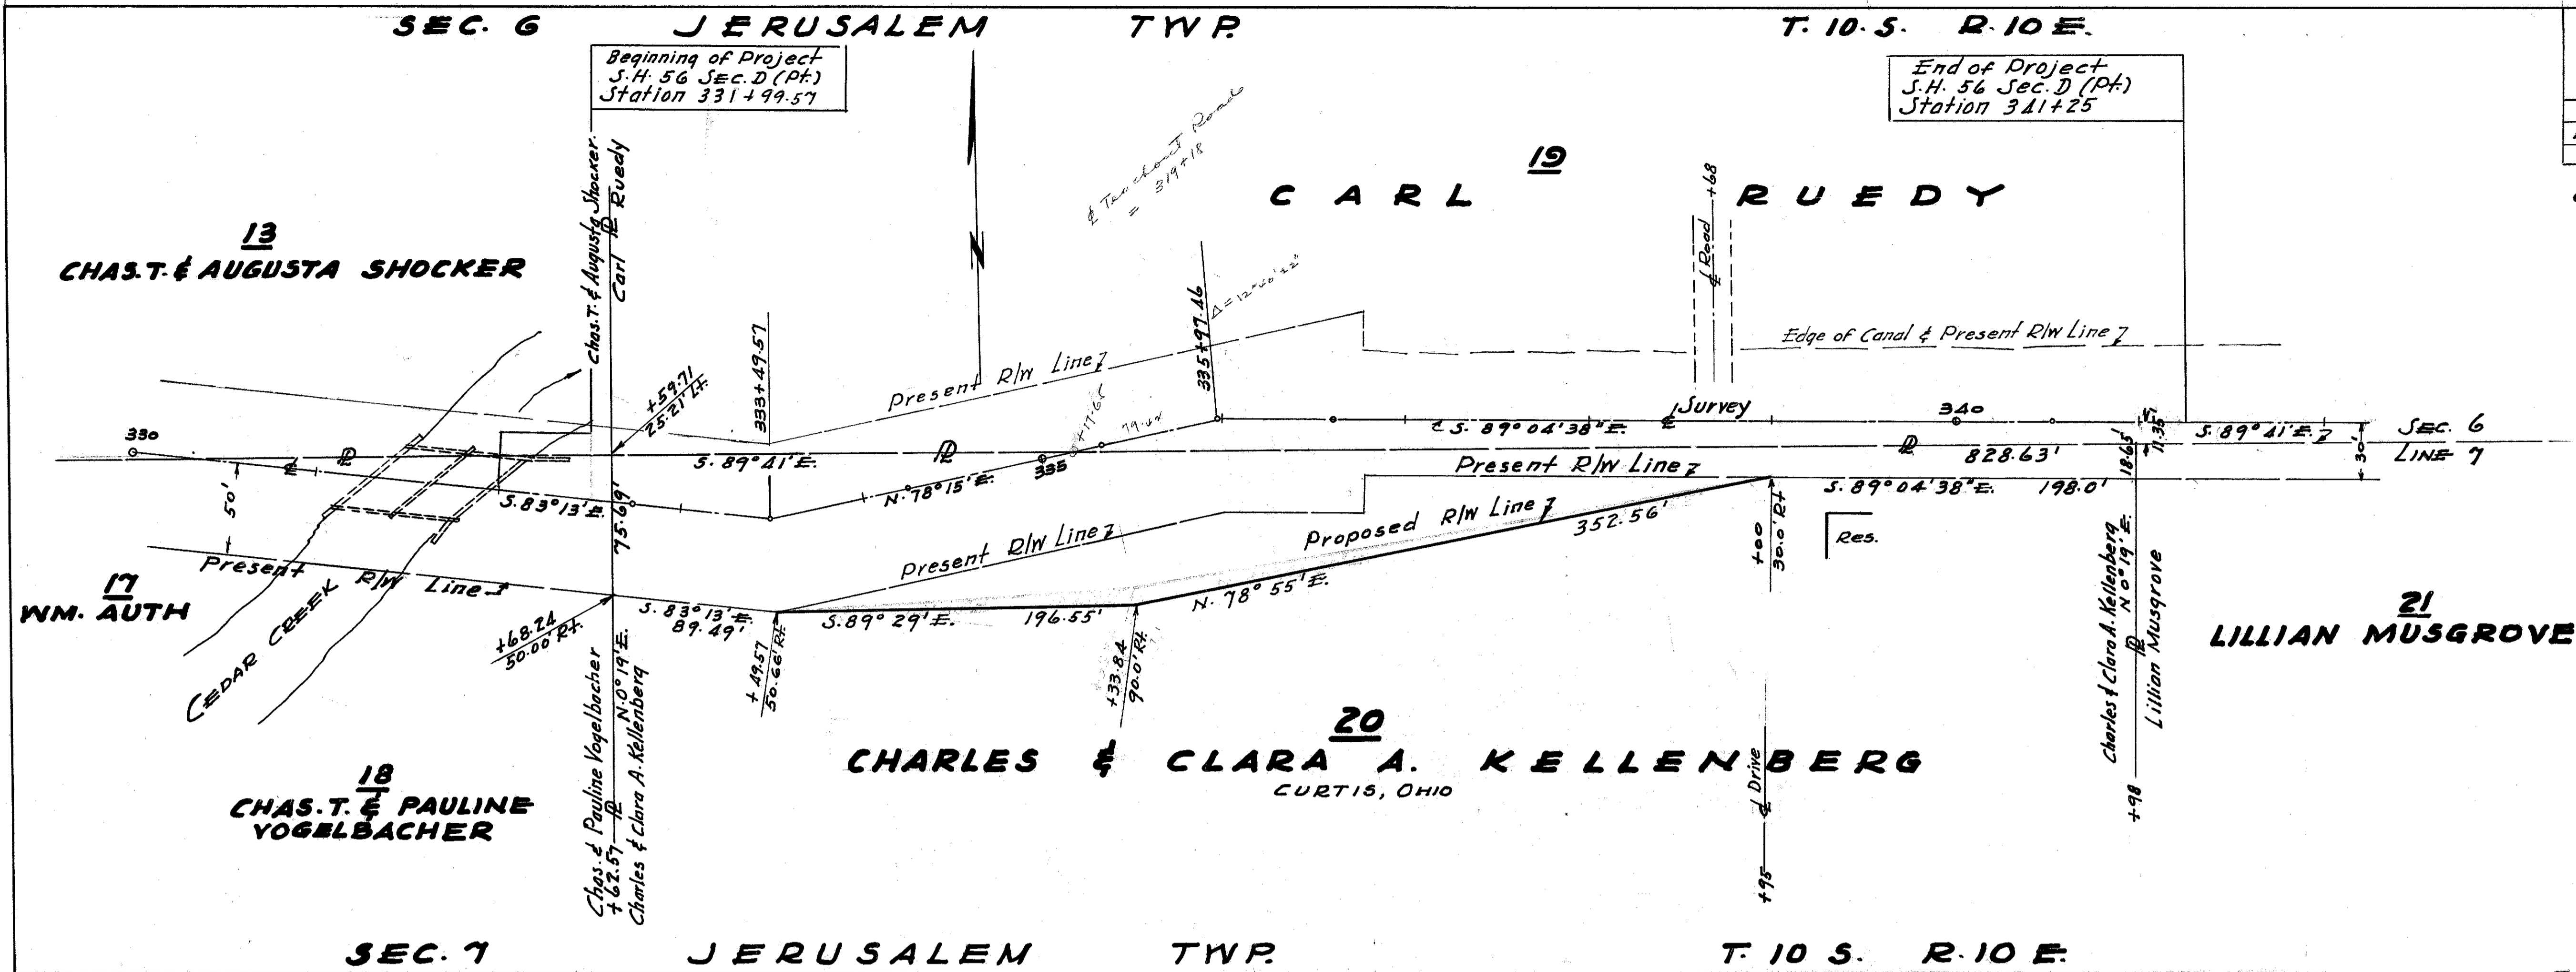 SEC. 6 JERUSALEM TWP. T. 10. S. R. 10 E.
Beginning of Project
S.H. 56 Sec. D (Pt.)
Station 331+99.57
End of Project
S.H. 56 Sec. D (Pt.)
Station 341+25
13
CHAS. T. & AUGUSTA SHOCKER
Chas. T. & Augusta Shocker.
Carl Ruedy
= 319+18
19
CARL RUEDY
℄ Road +68
333+49.57
335+97.46
Δ = 12°40'22"
+59.71
25.21' Lt.
Present R/W Line
Edge of Canal & Present R/W Line
330
50'
S. 83° 13' E.
75.69'
S. 89° 41' E.
N. 78° 15' E.
335
+17.65
79.42
Survey
S. 89° 04' 38" E.
340
828.63'
18.65'
11.35'
S. 89° 41' E.
30'
SEC. 6
LINE 7
Present R/W Line
S. 89° 04' 38" E. 198.0'
Present R/W Line
Proposed R/W Line
352.56'
+00
30.0' Rt.
Res.
17
WM. AUTH
Present R/W Line
CEDAR CREEK
+68.24
50.00' Rt.
S. 83° 13' E.
89.49'
S. 89° 29' E. 196.55'
N. 78° 55' E.
+49.57
50.66' Rt.
+33.84
90.0' Rt.
Chas. & Pauline Vogelbacher
+62.57 N. 0° 19' E.
Charles & Clara A. Kellenberg
Charles & Clara A. Kellenberg
N 0° 19' E.
Lillian Musgrove
+98
21
LILLIAN MUSGROVE
18
CHAS. T. & PAULINE
VOGELBACHER
20
CHARLES & CLARA A. KELLENBERG
CURTIS, OHIO
℄ Drive
+95
SEC. 7 JERUSALEM TWP. T. 10 S. R. 10 E.